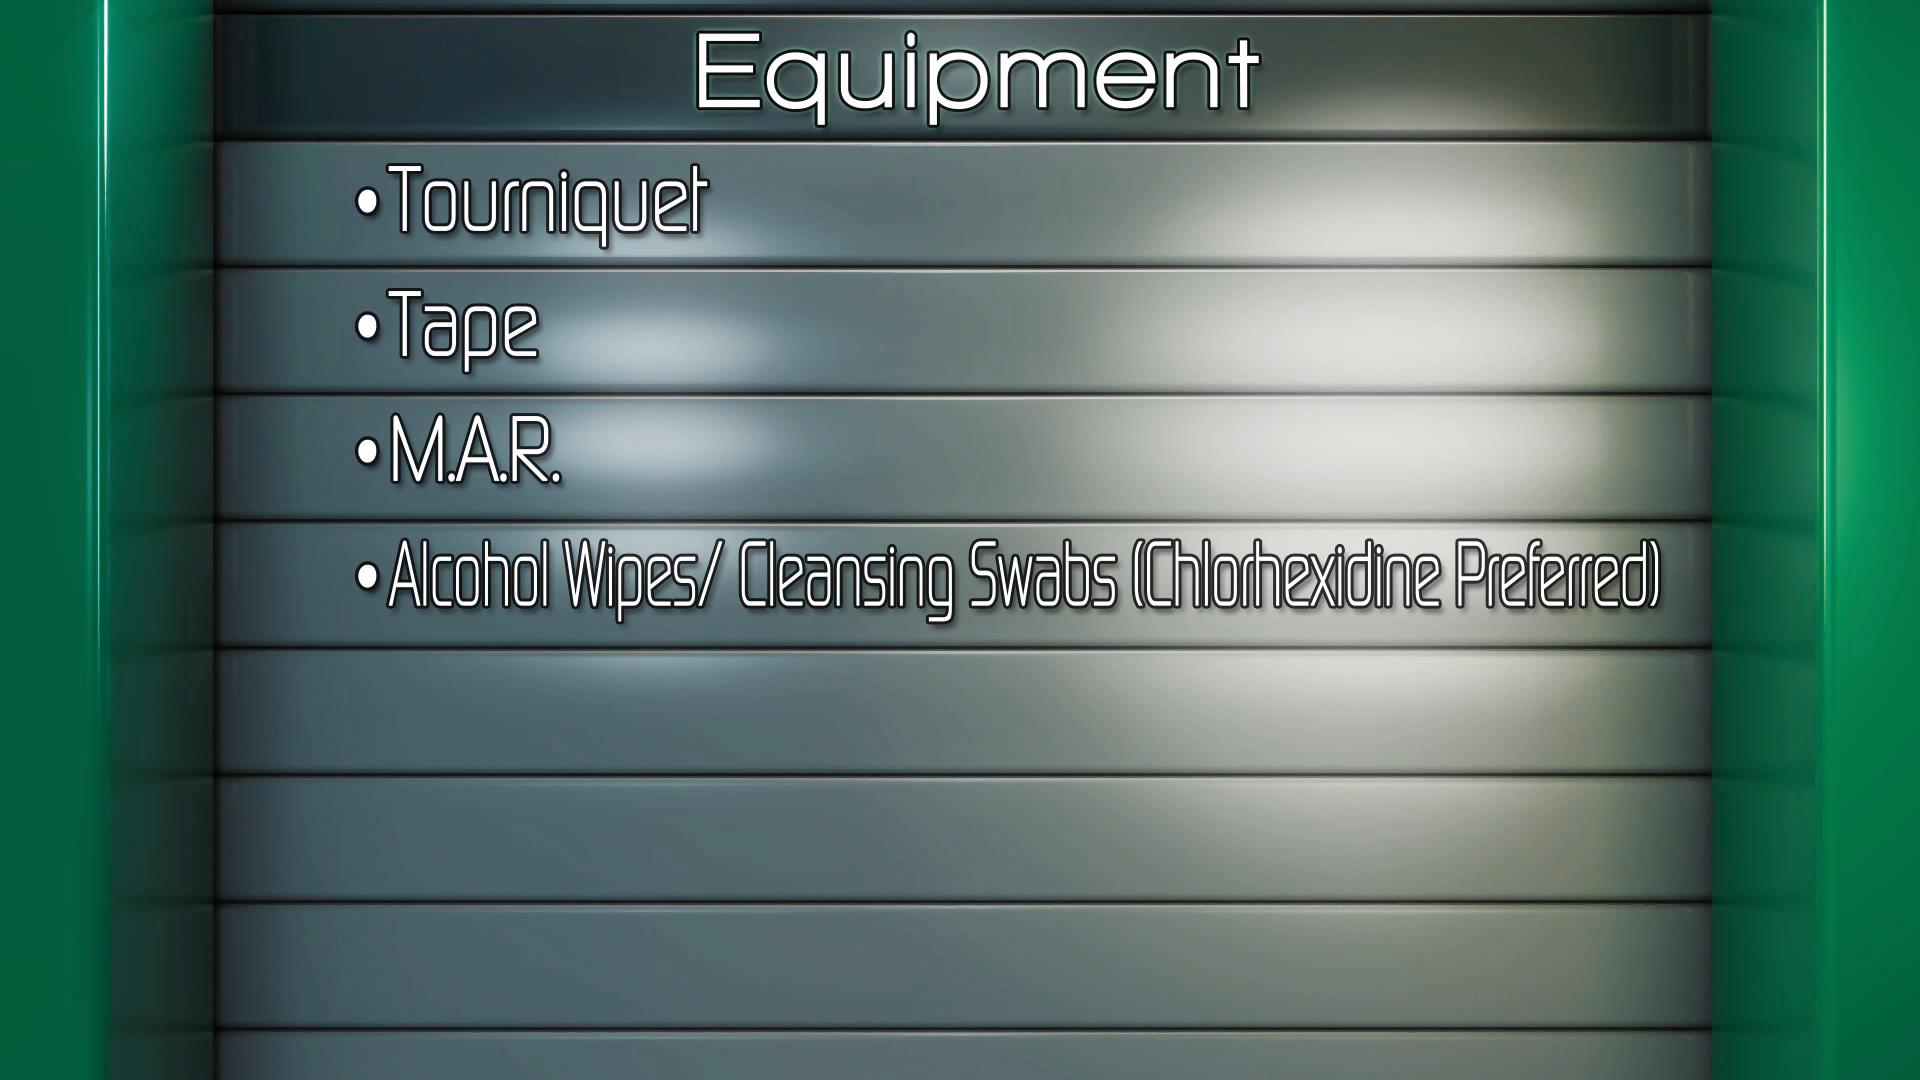 Equipment
• Tourniquet
• Tape
• M.A.R.
• Alcohol Wipes/ Cleansing Swabs (Chlorhexidine Preferred)